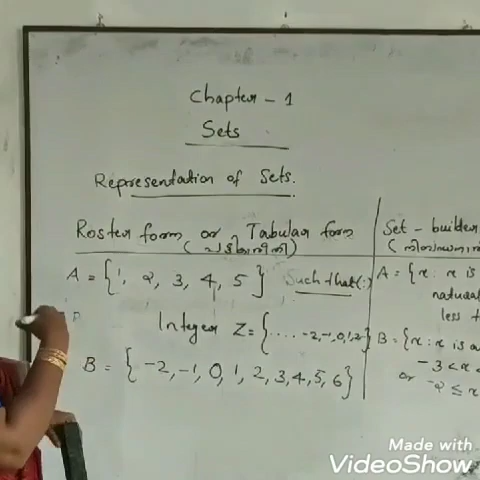 Chapter - 1
Sets
Representation of Sets.
Roster form or Tabular form
(പട്ടികരീതി)
A = {1, 2, 3, 4, 5} Such that (:)
Integer Z = {.....-2,-1,0,1,2..}
B = {-2, -1, 0, 1, 2, 3, 4, 5, 6}
Set - builder
A = {x : x is
natural
less t
B = {x : x is a
-3 < x <
or -2 ≤ x
Made with
VideoShow